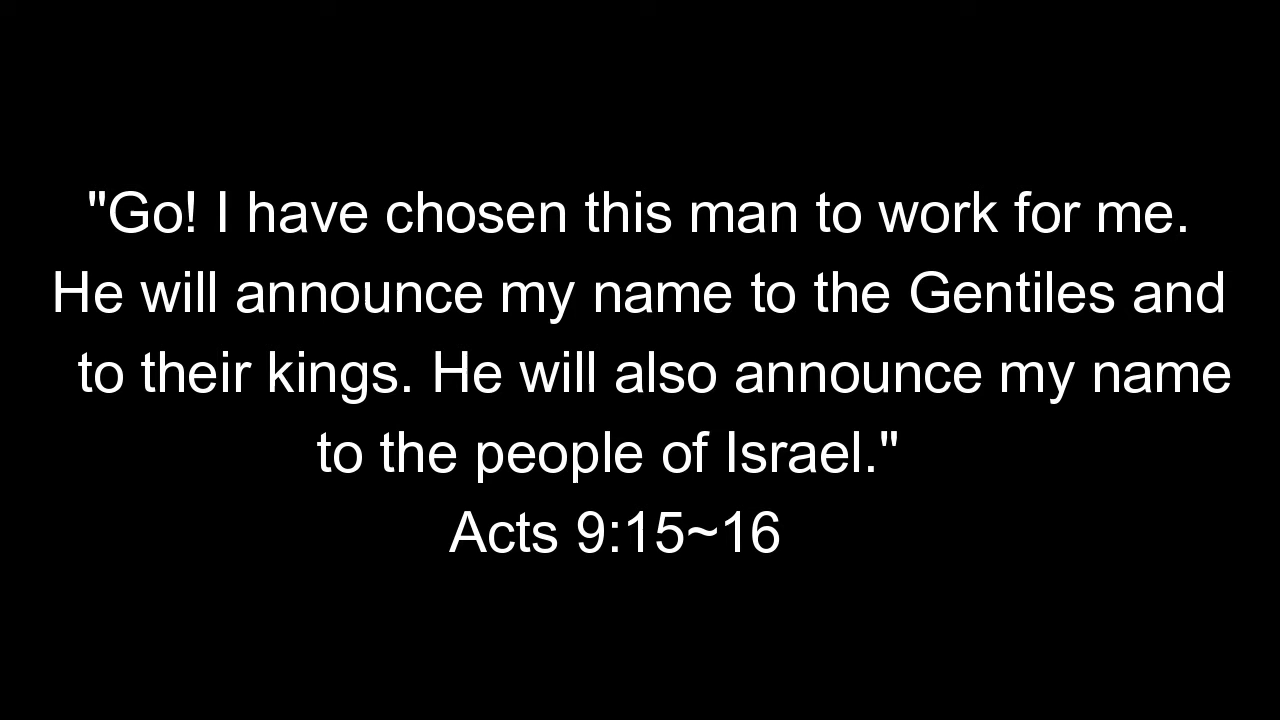 "Go! I have chosen this man to work for me.
He will announce my name to the Gentiles and
to their kings. He will also announce my name
to the people of Israel."
Acts 9:15~16